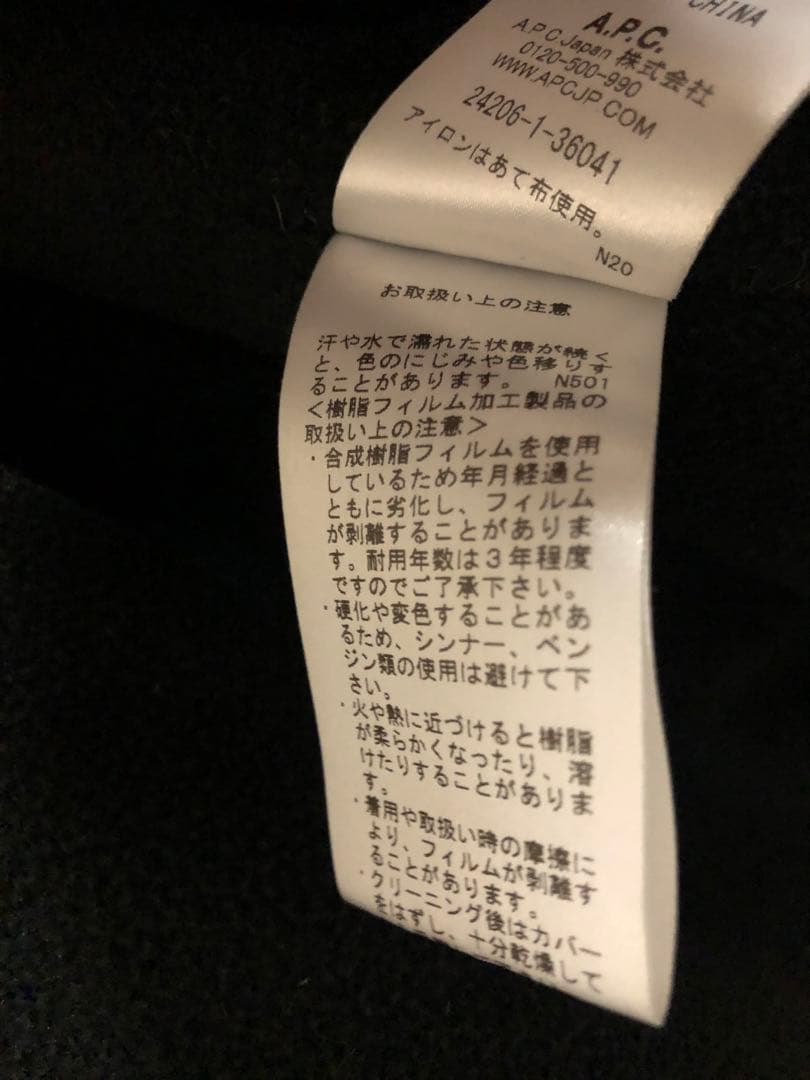 CHINA
A.P.C.
A.P.C Japan 株式会社
0120-500-990
WWW.APCJP.COM
24206-1-36041
アイロンはあて布使用。
N20
お取扱い上の注意
汗や水で濡れた状態が続く
と、色のにじみや色移りす
ることがあります。 N501
<樹脂フィルム加工製品の
取扱い上の注意>
・合成樹脂フィルムを使用
しているため年月経過と
ともに劣化し、フィルム
が剥離することがありま
す。耐用年数は3年程度
ですのでご了承下さい。
・硬化や変色することがあ
るため、シンナー、ベン
ジン類の使用は避けて下
さい。
・火や熱に近づけると樹脂
が柔らかくなったり、溶
けたりすることがありま
す。
・着用や取扱い時の摩擦に
より、フィルムが剥離す
ることがあります。
・クリーニング後はカバー
をはずし、十分乾燥して